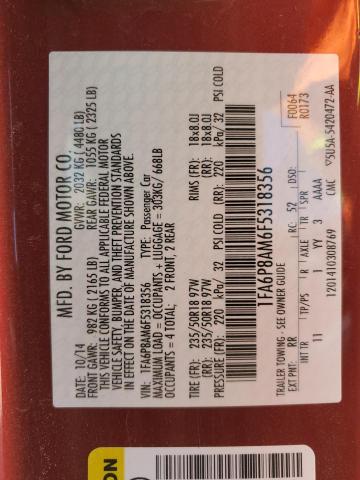 MFD. BY FORD MOTOR CO.
DATE: 10/14 GVWR: 2032 KG ( 4480 LB)
FRONT GAWR: 982 KG ( 2165 LB) REAR GAWR: 1055 KG ( 2325 LB)
THIS VEHICLE CONFORMS TO ALL APPLICABLE FEDERAL MOTOR
VEHICLE SAFETY, BUMPER, AND THEFT PREVENTION STANDARDS
IN EFFECT ON THE DATE OF MANUFACTURE SHOWN ABOVE.
VIN: 1FA6P8AM6F5318356 TYPE: Passenger Car
MAXIMUM LOAD = OCCUPANTS + LUGGAGE = 303KG/ 668LB
OCCUPANTS = 4 TOTAL; 2 FRONT, 2 REAR
TIRE (FR): 235/50R18 97W RIMS (FR): 18x8.0J
(RR): 235/50R18 97W (RR): 18x8.0J
PRESSURE (FR): 220 kPa/ 32 PSI COLD (RR): 220 kPa/ 32 PSI COLD
1FA6P8AM6F5318356
TRAILER TOWING - SEE OWNER GUIDE F0064
EXT PNT: RR RC: 52 DSO: R0173
INT TR TP/PS R AXLE TR SPR
11 I YY 3 AAAA
1201410308769 CMC ▽5U5A-5420472-AA
ON